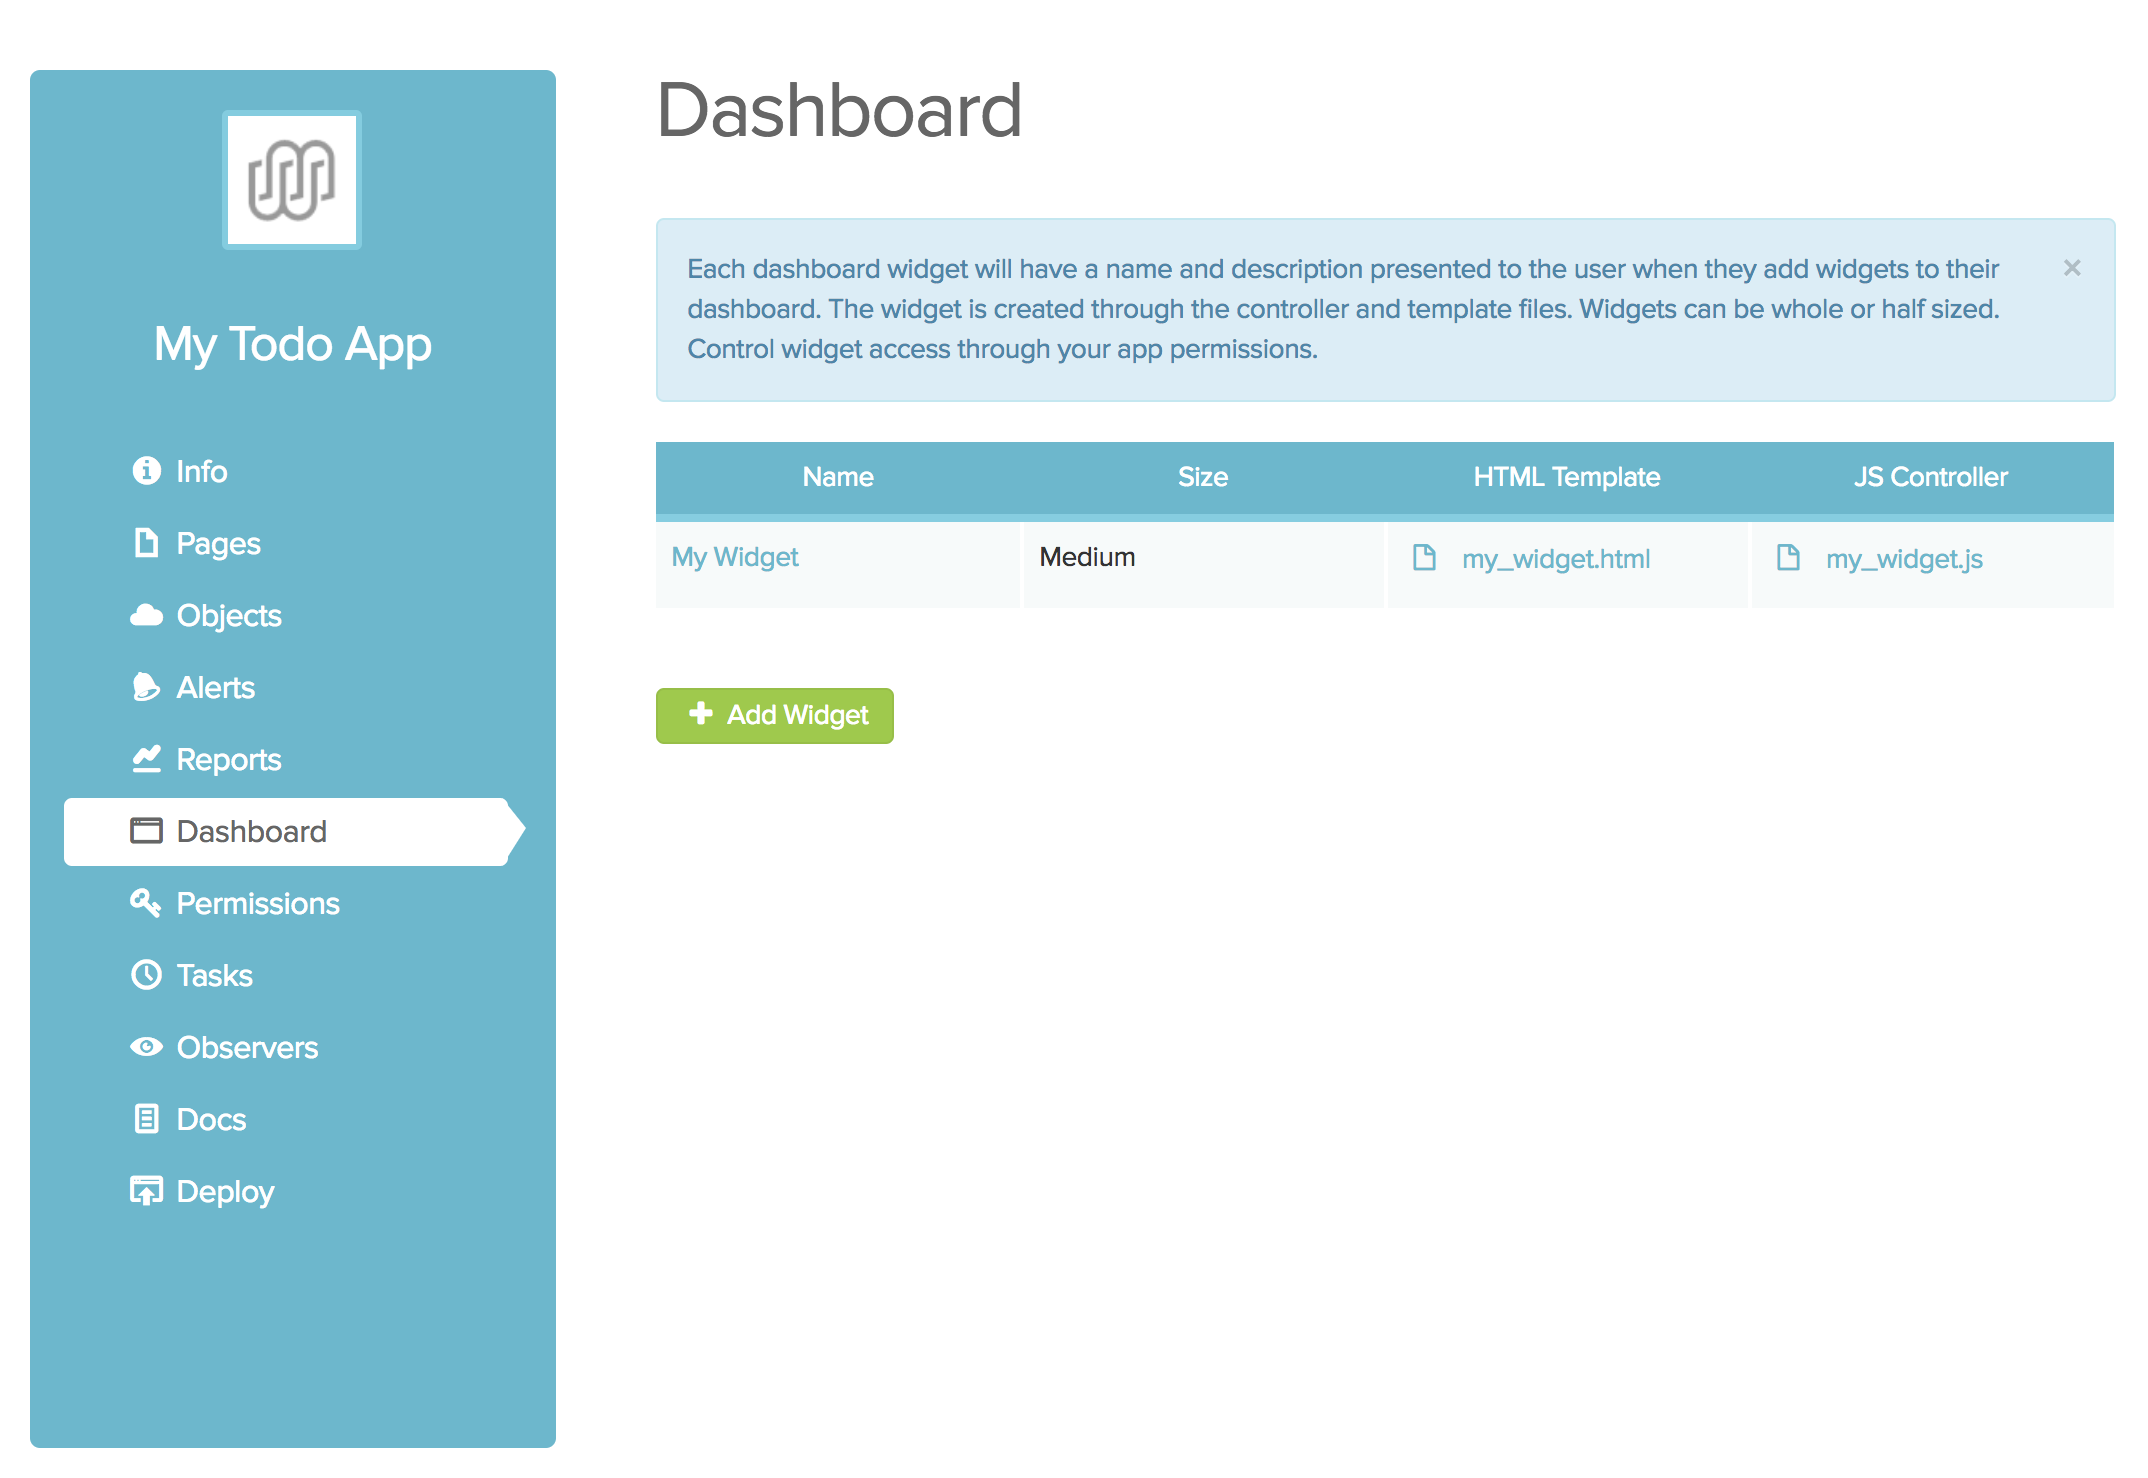 My Todo App
Info
Pages
Objects
Alerts
Reports
Dashboard
Permissions
Tasks
Observers
Docs
Deploy
Dashboard
Each dashboard widget will have a name and description presented to the user when they add widgets to their
dashboard. The widget is created through the controller and template files. Widgets can be whole or half sized.
Control widget access through your app permissions.
×
Name Size HTML Template JS Controller
My Widget Medium my_widget.html my_widget.js
Add Widget